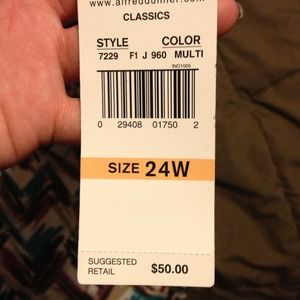 www.alfreddunner.com
CLASSICS
STYLE COLOR
7229 F1 J 960 MULTI
INO1005
0 29408 01750 2
SIZE 24W
SUGGESTED
RETAIL $50.00